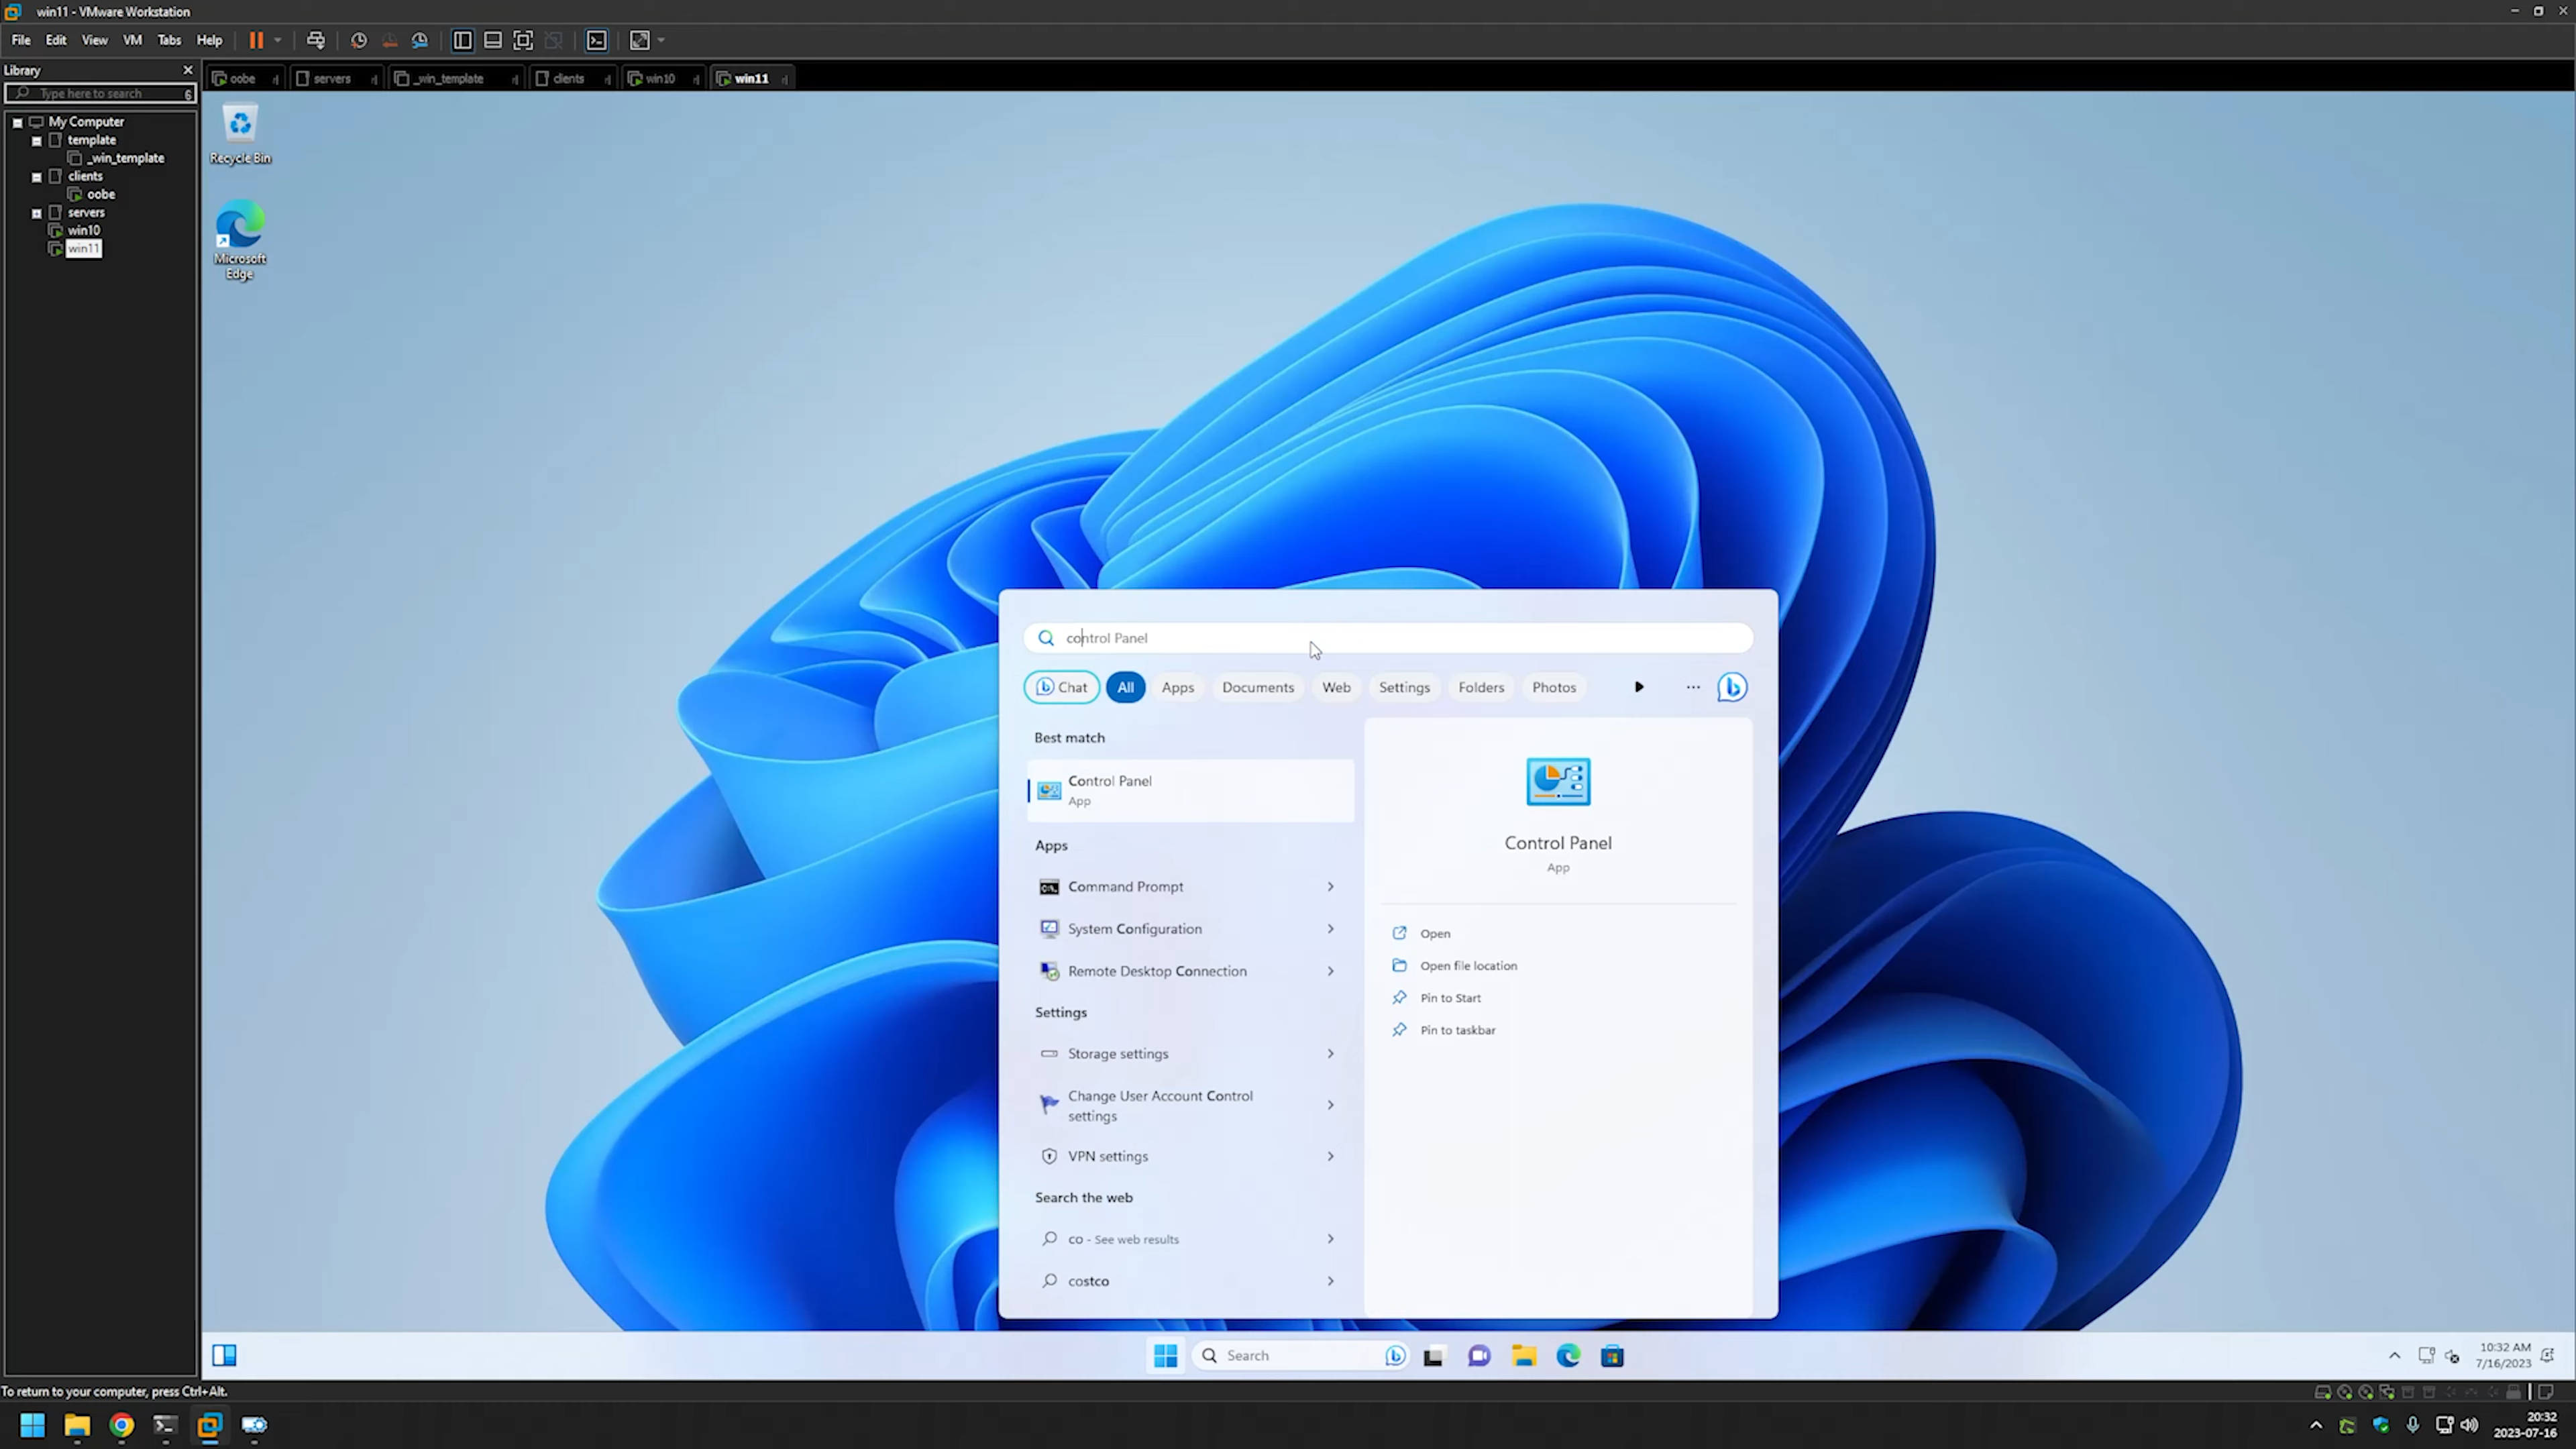 win11 - VMware Workstation
File Edit View VM Tabs Help
Library
Type here to search
My Computer
template
_win_template
clients
oobe
servers
win10
win11
oobe servers _win_template clients win10 win11
Recycle Bin
Microsoft
Edge
control Panel
Chat All Apps Documents Web Settings Folders Photos
Best match
Control Panel
App
Apps
Command Prompt
System Configuration
Remote Desktop Connection
Settings
Storage settings
Change User Account Control
settings
VPN settings
Search the web
co - See web results
costco
Control Panel
App
Open
Open file location
Pin to Start
Pin to taskbar
Search
10:32 AM
7/16/2023
To return to your computer, press Ctrl+Alt.
20:32
2023-07-16